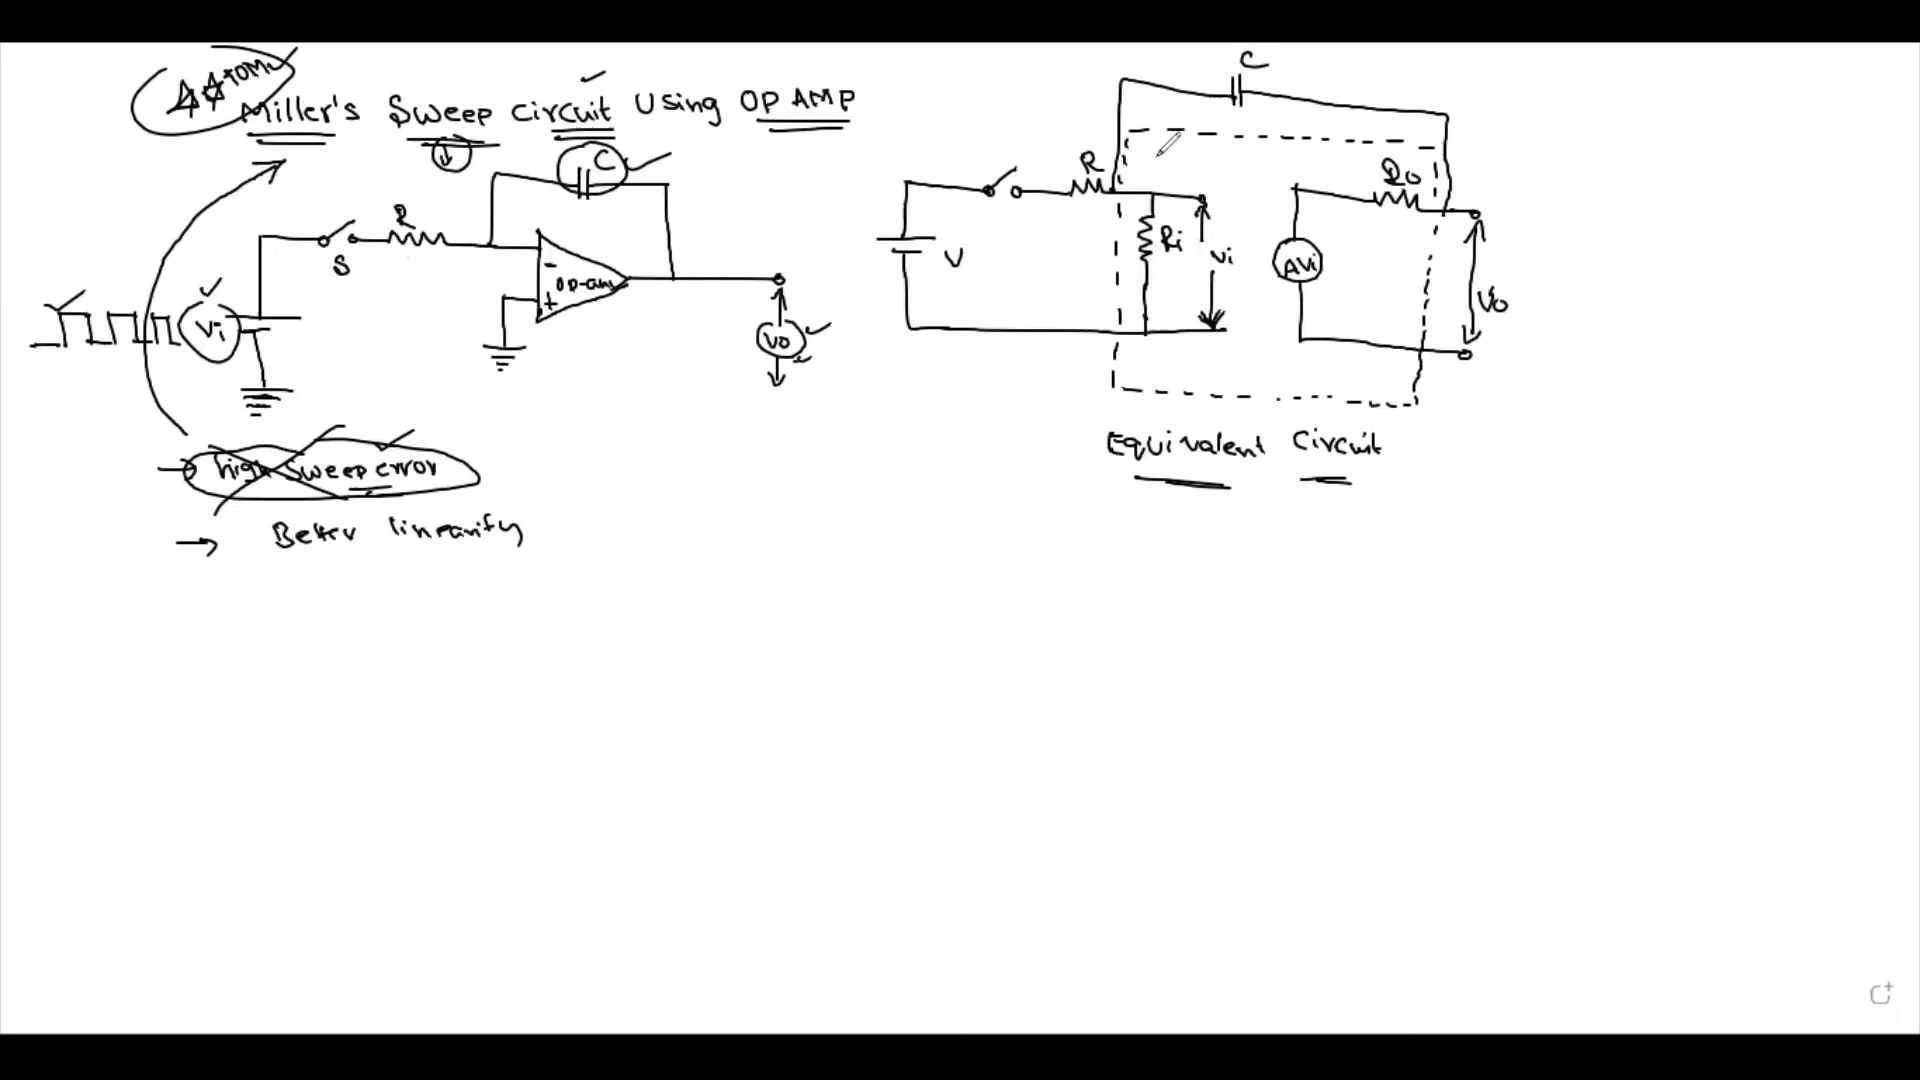 Miller's Sweep Circuit Using OP AMP
C
R
S
Vi
-
OP-am
+
Vo
→ high sweep error
→ Better linearity
C
R
Ro
V
Ri
Vi
AVi
Vo
Equivalent Circuit